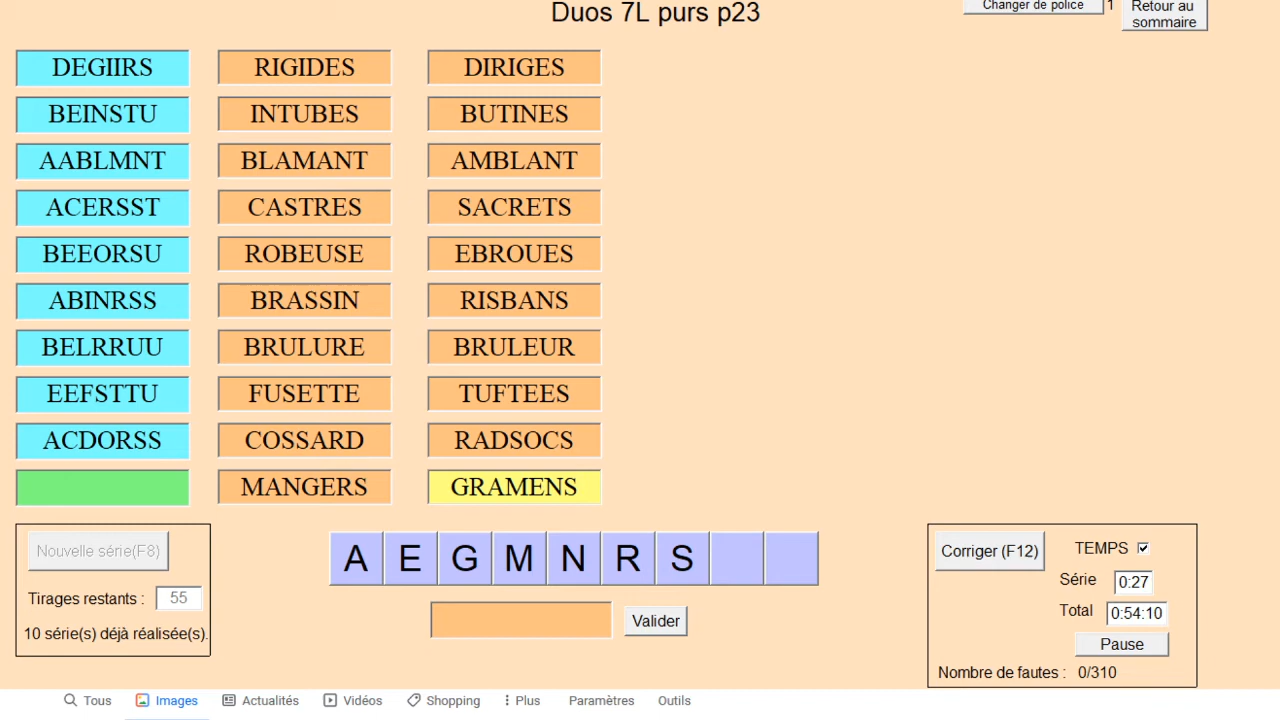 Duos 7L purs p23
Changer de police 1 Retour au sommaire
DEGIIRS RIGIDES DIRIGES
BEINSTU INTUBES BUTINES
AABLMNT BLAMANT AMBLANT
ACERSST CASTRES SACRETS
BEEORSU ROBEUSE EBROUES
ABINRSS BRASSIN RISBANS
BELRRUU BRULURE BRULEUR
EEFSTTU FUSETTE TUFTEES
ACDORSS COSSARD RADSOCS
MANGERS GRAMENS
Nouvelle série(F8)
Tirages restants : 55
10 série(s) déjà réalisée(s).
A E G M N R S
Valider
Corriger (F12) TEMPS
Série 0:27
Total 0:54:10
Pause
Nombre de fautes : 0/310
Tous Images Actualités Vidéos Shopping Plus Paramètres Outils